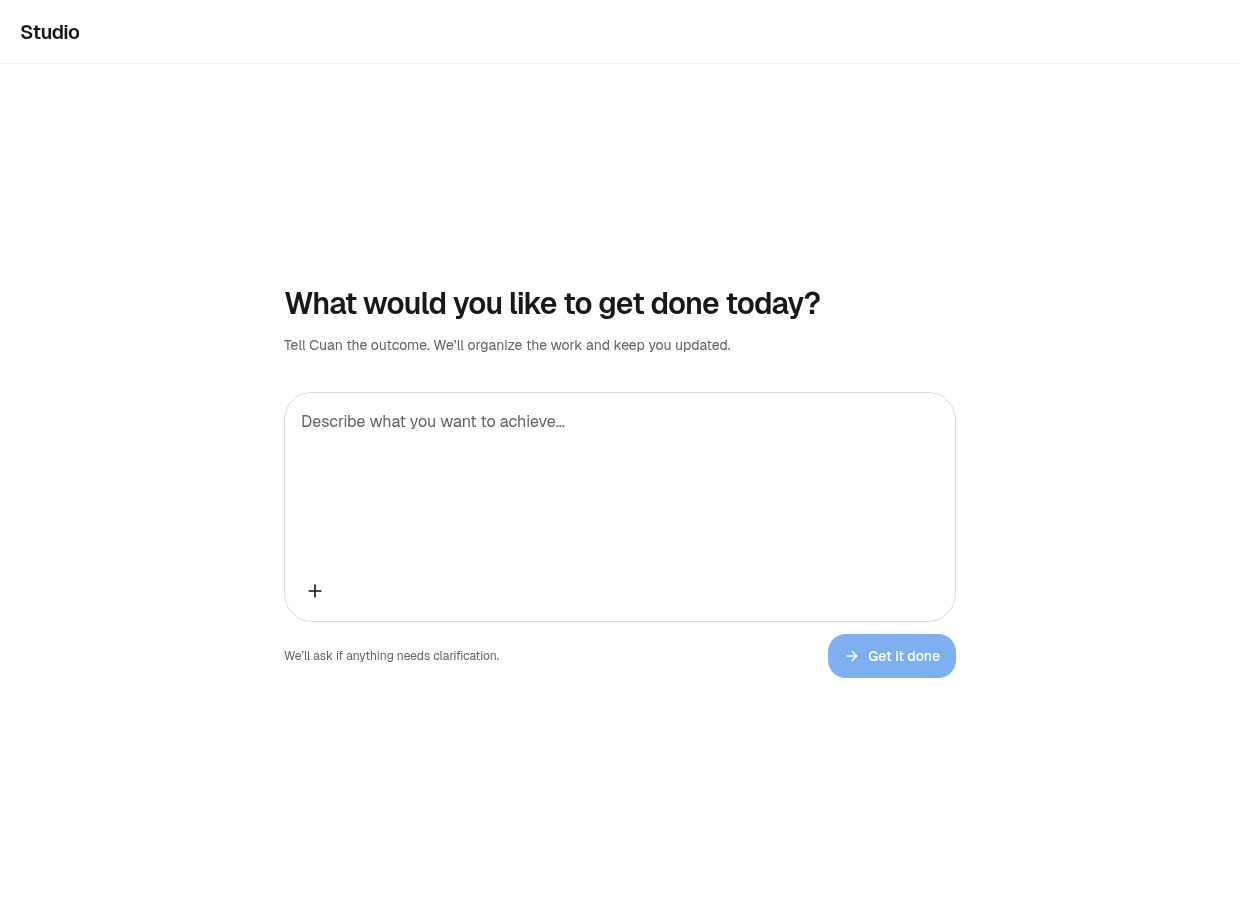 Studio
What would you like to get done today?
Tell Cuan the outcome. We’ll organize the work and keep you updated.
Describe what you want to achieve…
We’ll ask if anything needs clarification.
Get it done